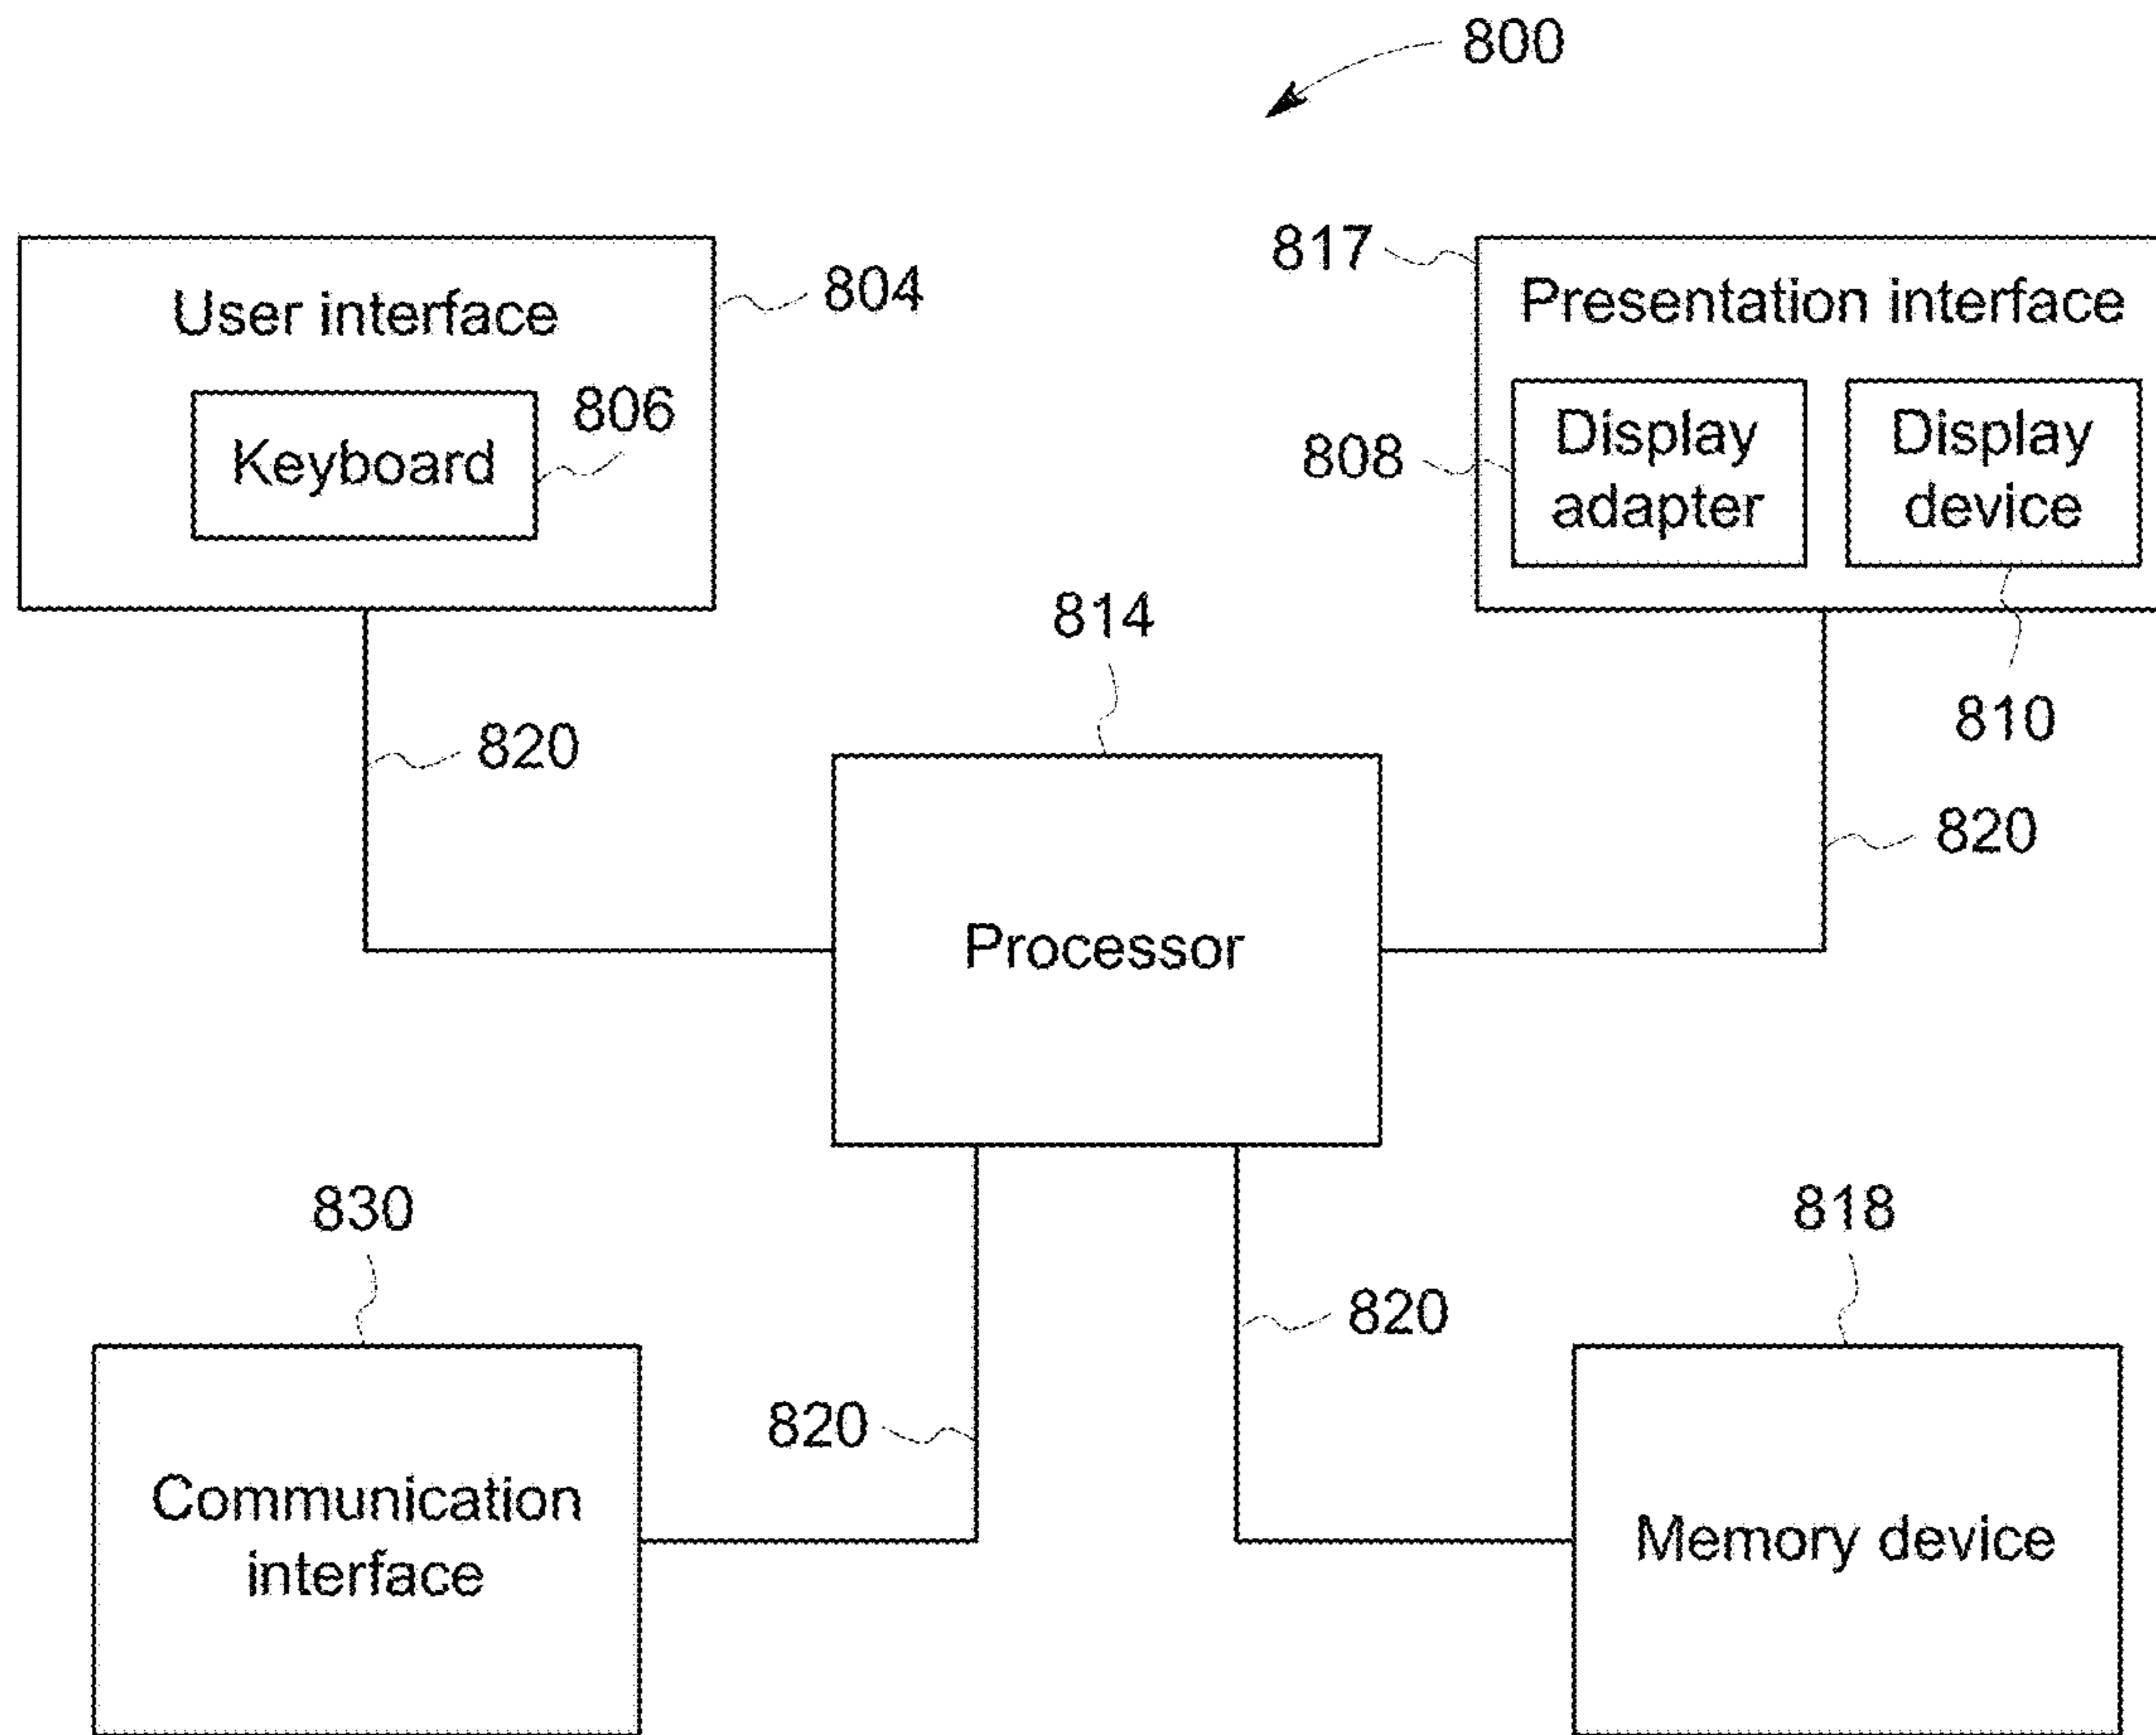 800
User interface
804
Keyboard
806
817
Presentation interface
808
Display
adapter
Display
device
810
814
820
820
Processor
830
818
820
820
Communication
interface
Memory device